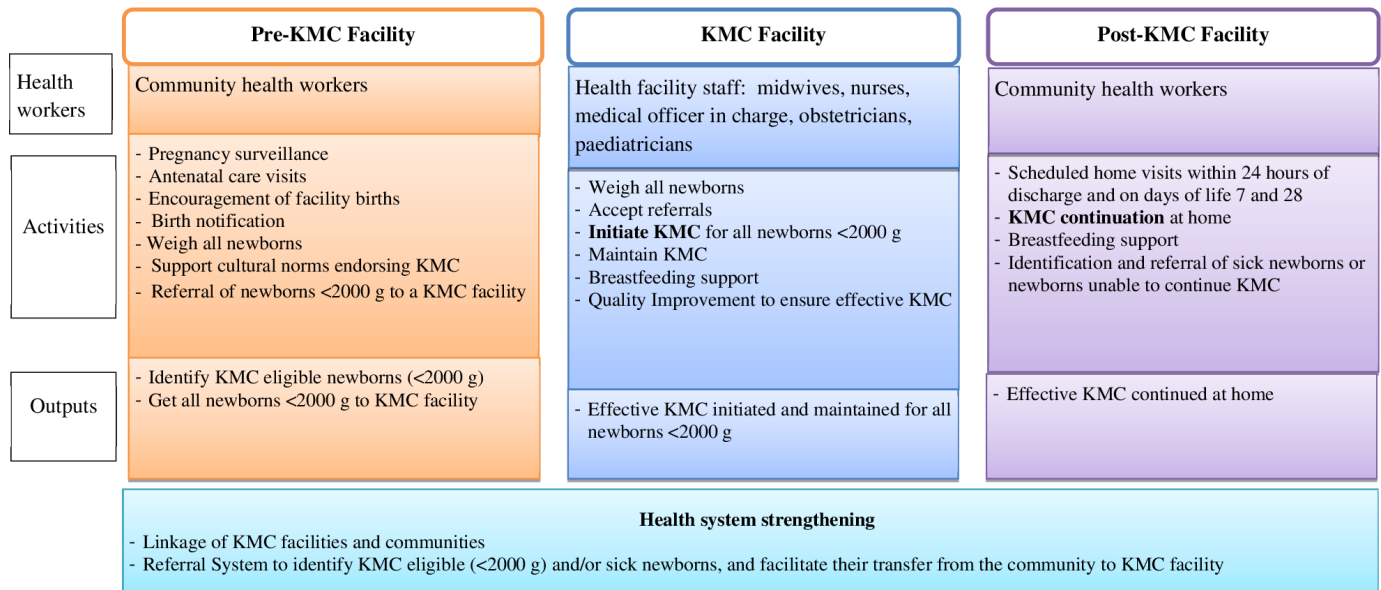 Pre-KMC Facility
KMC Facility
Post-KMC Facility
Health
workers
Community health workers
Health facility staff:  midwives, nurses,
medical officer in charge, obstetricians,
paediatricians
Community health workers
Activities
- Pregnancy surveillance
- Antenatal care visits
- Encouragement of facility births
- Birth notification
- Weigh all newborns
- Support cultural norms endorsing KMC
- Referral of newborns <2000 g to a KMC facility
- Weigh all newborns
- Accept referrals
- Initiate KMC for all newborns <2000 g
- Maintain KMC
- Breastfeeding support
- Quality Improvement to ensure effective KMC
- Scheduled home visits within 24 hours of
discharge and on days of life 7 and 28
- KMC continuation at home
- Breastfeeding support
- Identification and referral of sick newborns or
newborns unable to continue KMC
Outputs
- Identify KMC eligible newborns (<2000 g)
- Get all newborns <2000 g to KMC facility
- Effective KMC initiated and maintained for all
newborns <2000 g
- Effective KMC continued at home
Health system strengthening
- Linkage of KMC facilities and communities
- Referral System to identify KMC eligible (<2000 g) and/or sick newborns, and facilitate their transfer from the community to KMC facility